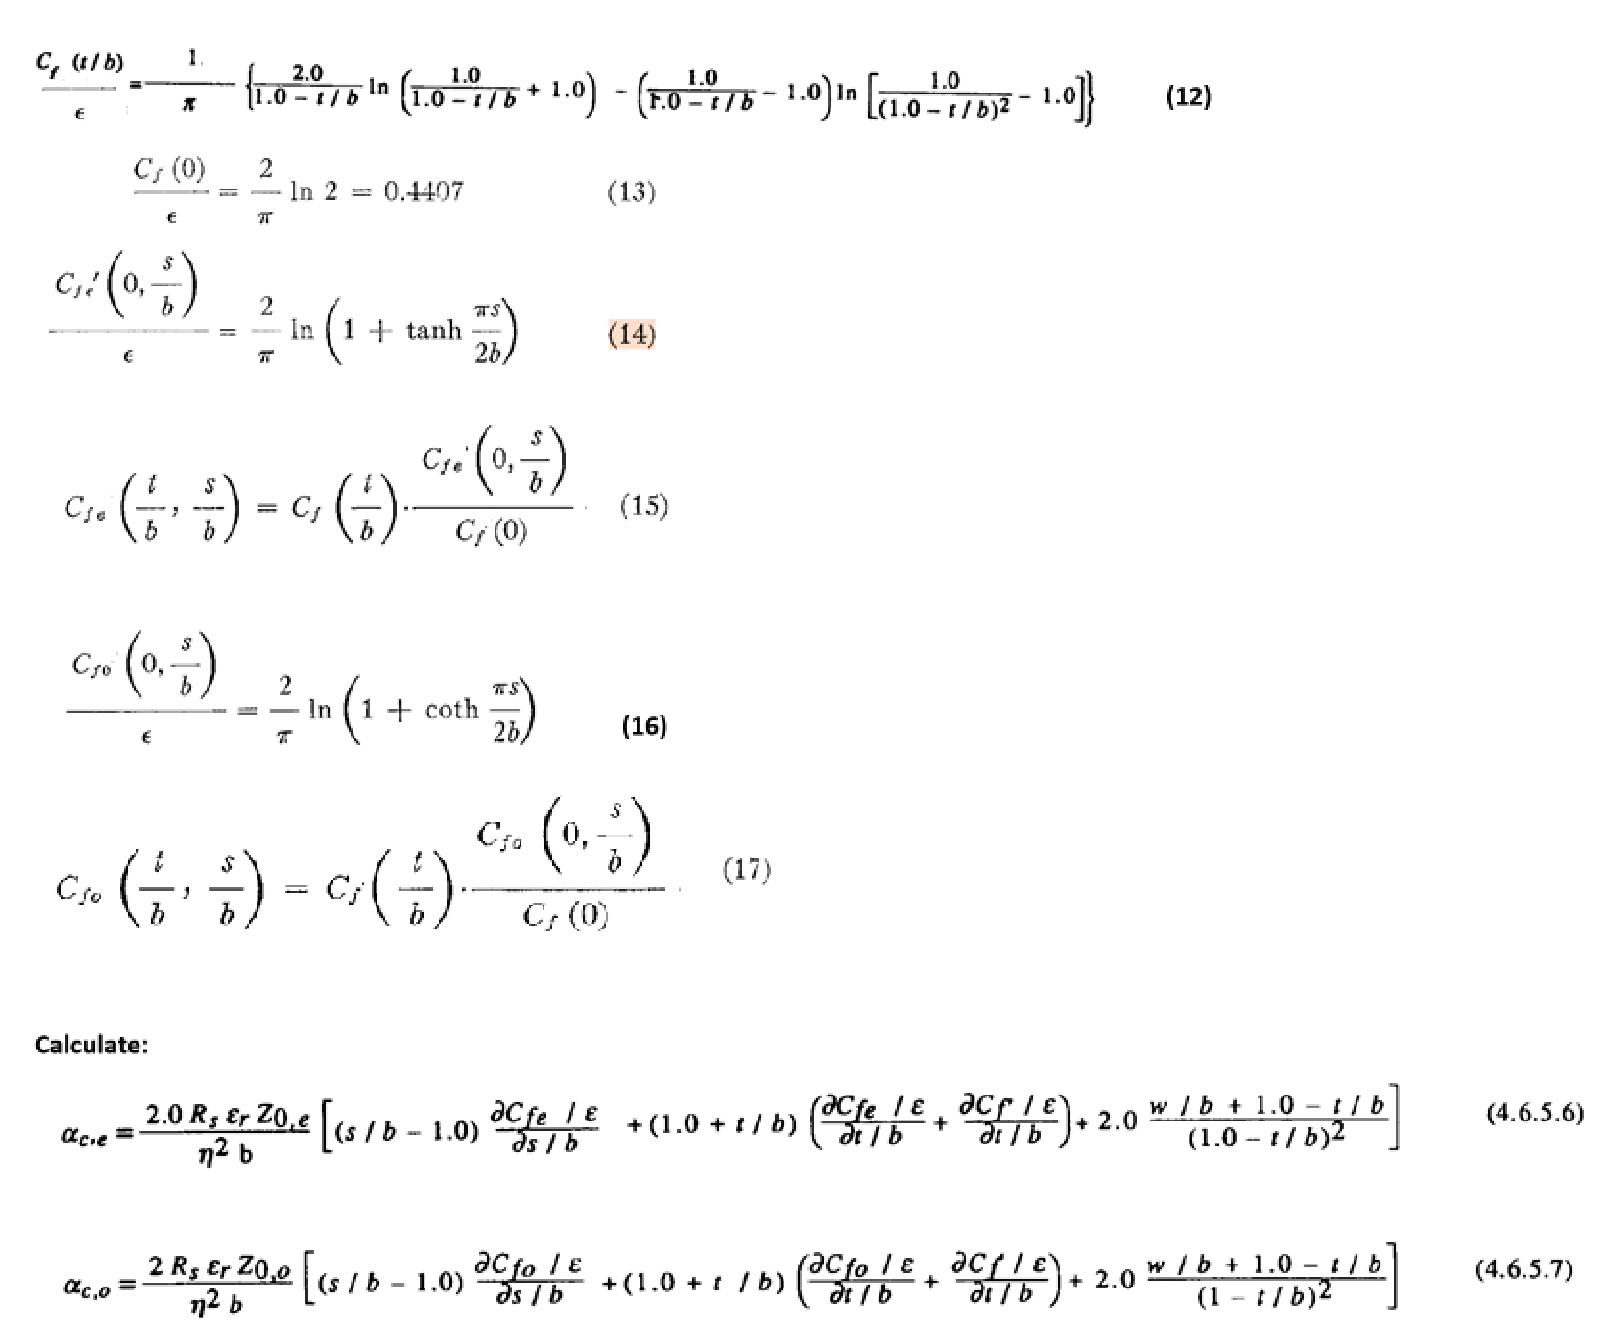 C_f (t/b) / ϵ = 1. / π { 2.0 / (1.0 − t / b) ln ( 1.0 / (1.0 − t / b) + 1.0 ) − ( 1.0 / (1.0 − t / b) − 1.0 ) ln [ 1.0 / (1.0 − t / b)² − 1.0 ] } (12)
C_f (0) / ϵ = 2 / π ln 2 = 0.4407 (13)
C_fe′ ( 0, s/b ) / ϵ = 2 / π ln ( 1 + tanh πs / 2b ) (14)
C_fe ( t/b , s/b ) = C_f ( t/b ) · C_fe′ ( 0, s/b ) / C_f (0) (15)
C_fo ( 0, s/b ) / ϵ = 2 / π ln ( 1 + coth πs / 2b ) (16)
C_fo ( t/b , s/b ) = C_f ( t/b ) · C_fo ( 0, s/b ) / C_f (0) (17)
Calculate:
α_c,e = 2.0 R_s ε_r Z_0,e / η² b [ (s / b − 1.0) ∂C_fe / ε / ∂s / b + (1.0 + t / b) ( ∂C_fe / ε / ∂t / b + ∂C_f / ε / ∂t / b ) + 2.0 w / b + 1.0 − t / b / (1.0 − t / b)² ] (4.6.5.6)
α_c,o = 2 R_s ε_r Z_0,o / η² b [ (s / b − 1.0) ∂C_fo / ε / ∂s / b + (1.0 + t / b) ( ∂C_fo / ε / ∂t / b + ∂C_f / ε / ∂t / b ) + 2.0 w / b + 1.0 − t / b / (1 − t / b)² ] (4.6.5.7)